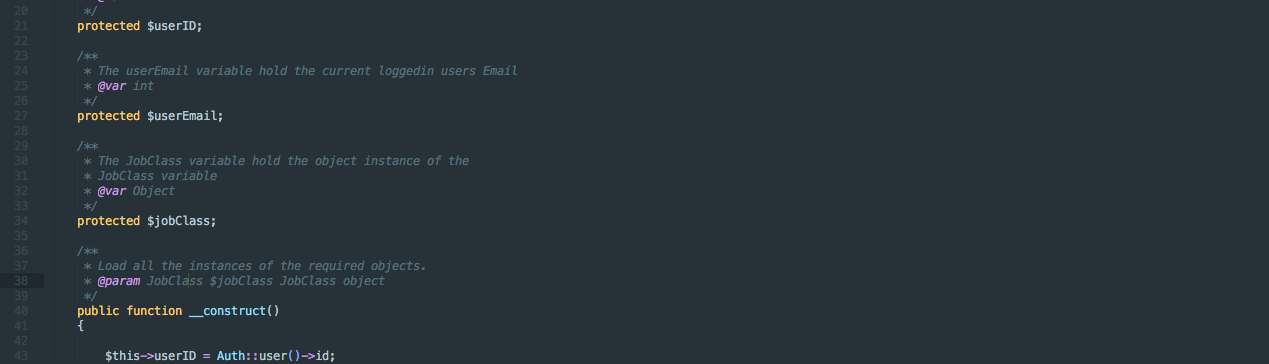 20 */
21 protected $userID;
22
23 /**
24 * The userEmail variable hold the current loggedin users Email
25 * @var int
26 */
27 protected $userEmail;
28
29 /**
30 * The JobClass variable hold the object instance of the
31 * JobClass variable
32 * @var Object
33 */
34 protected $jobClass;
35
36 /**
37 * Load all the instances of the required objects.
38 * @param JobClass $jobClass JobClass object
39 */
40 public function __construct()
41 {
42
43 $this->userID = Auth::user()->id;